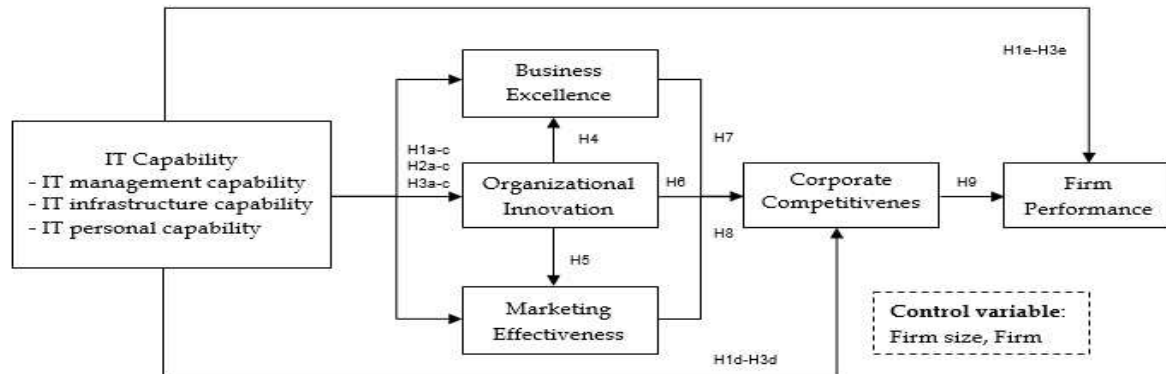 H1e-H3e
Business
Excellence
H7
H4
IT Capability
- IT management capability
- IT infrastructure capability
- IT personal capability
H1a-c
H2a-c
H3a-c
Organizational
Innovation
H6
Corporate
Competitivenes
H9
Firm
Performance
H8
H5
Marketing
Effectiveness
Control variable:
Firm size, Firm
H1d-H3d